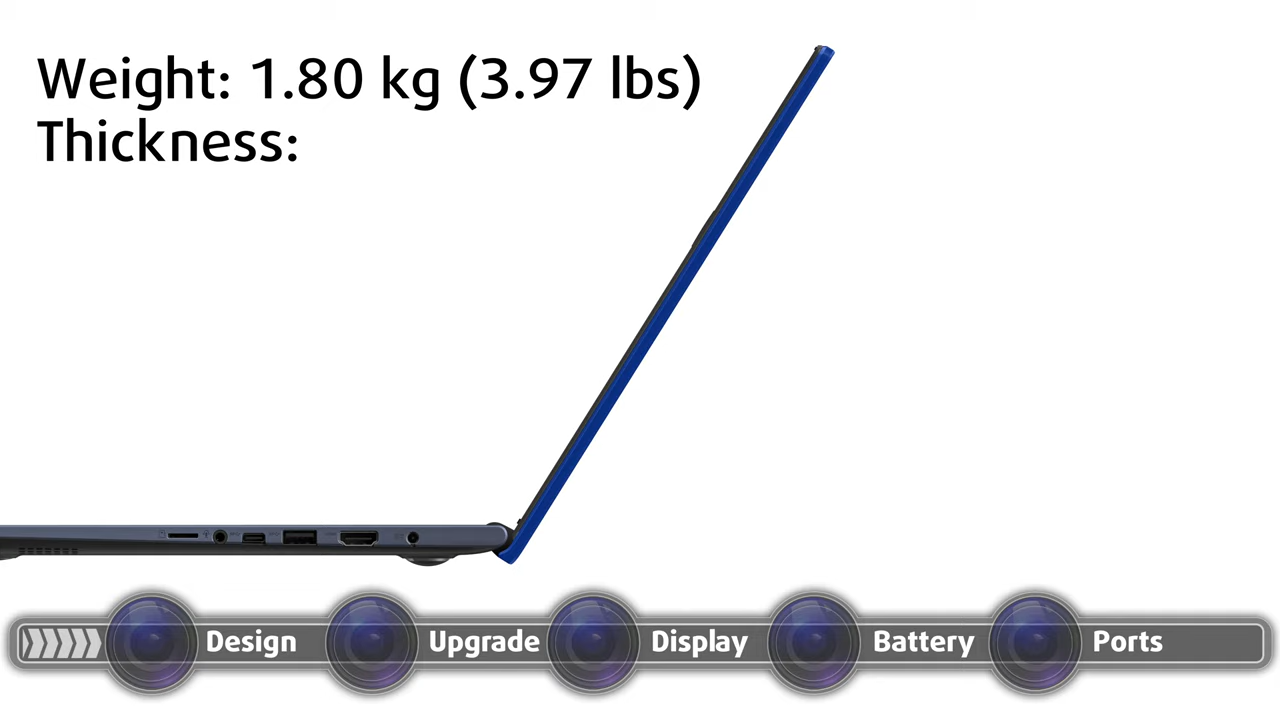 Weight: 1.80 kg (3.97 lbs)
Thickness:
Design Upgrade Display Battery Ports